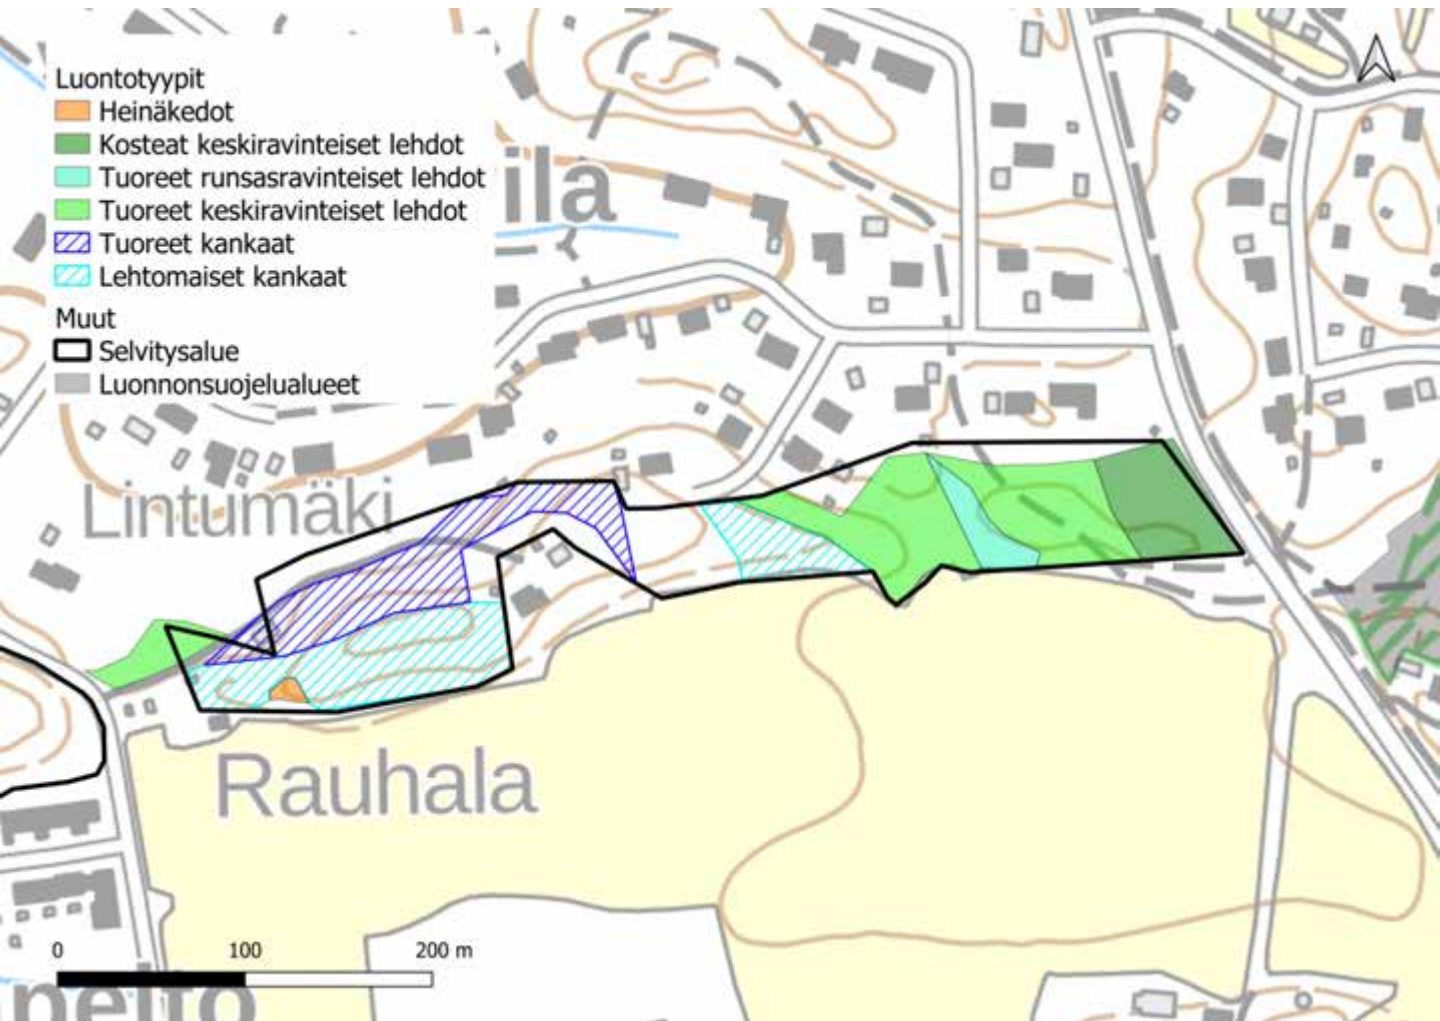 Luontotyypit
Heinäkedot
Kosteat keskiravinteiset lehdot
Tuoreet runsasravinteiset lehdot
Tuoreet keskiravinteiset lehdot
Tuoreet kankaat
Lehtomaiset kankaat
Muut
Selvitysalue
Luonnonsuojelualueet
ila
Lintumäki
Rauhala
0 100 200 m